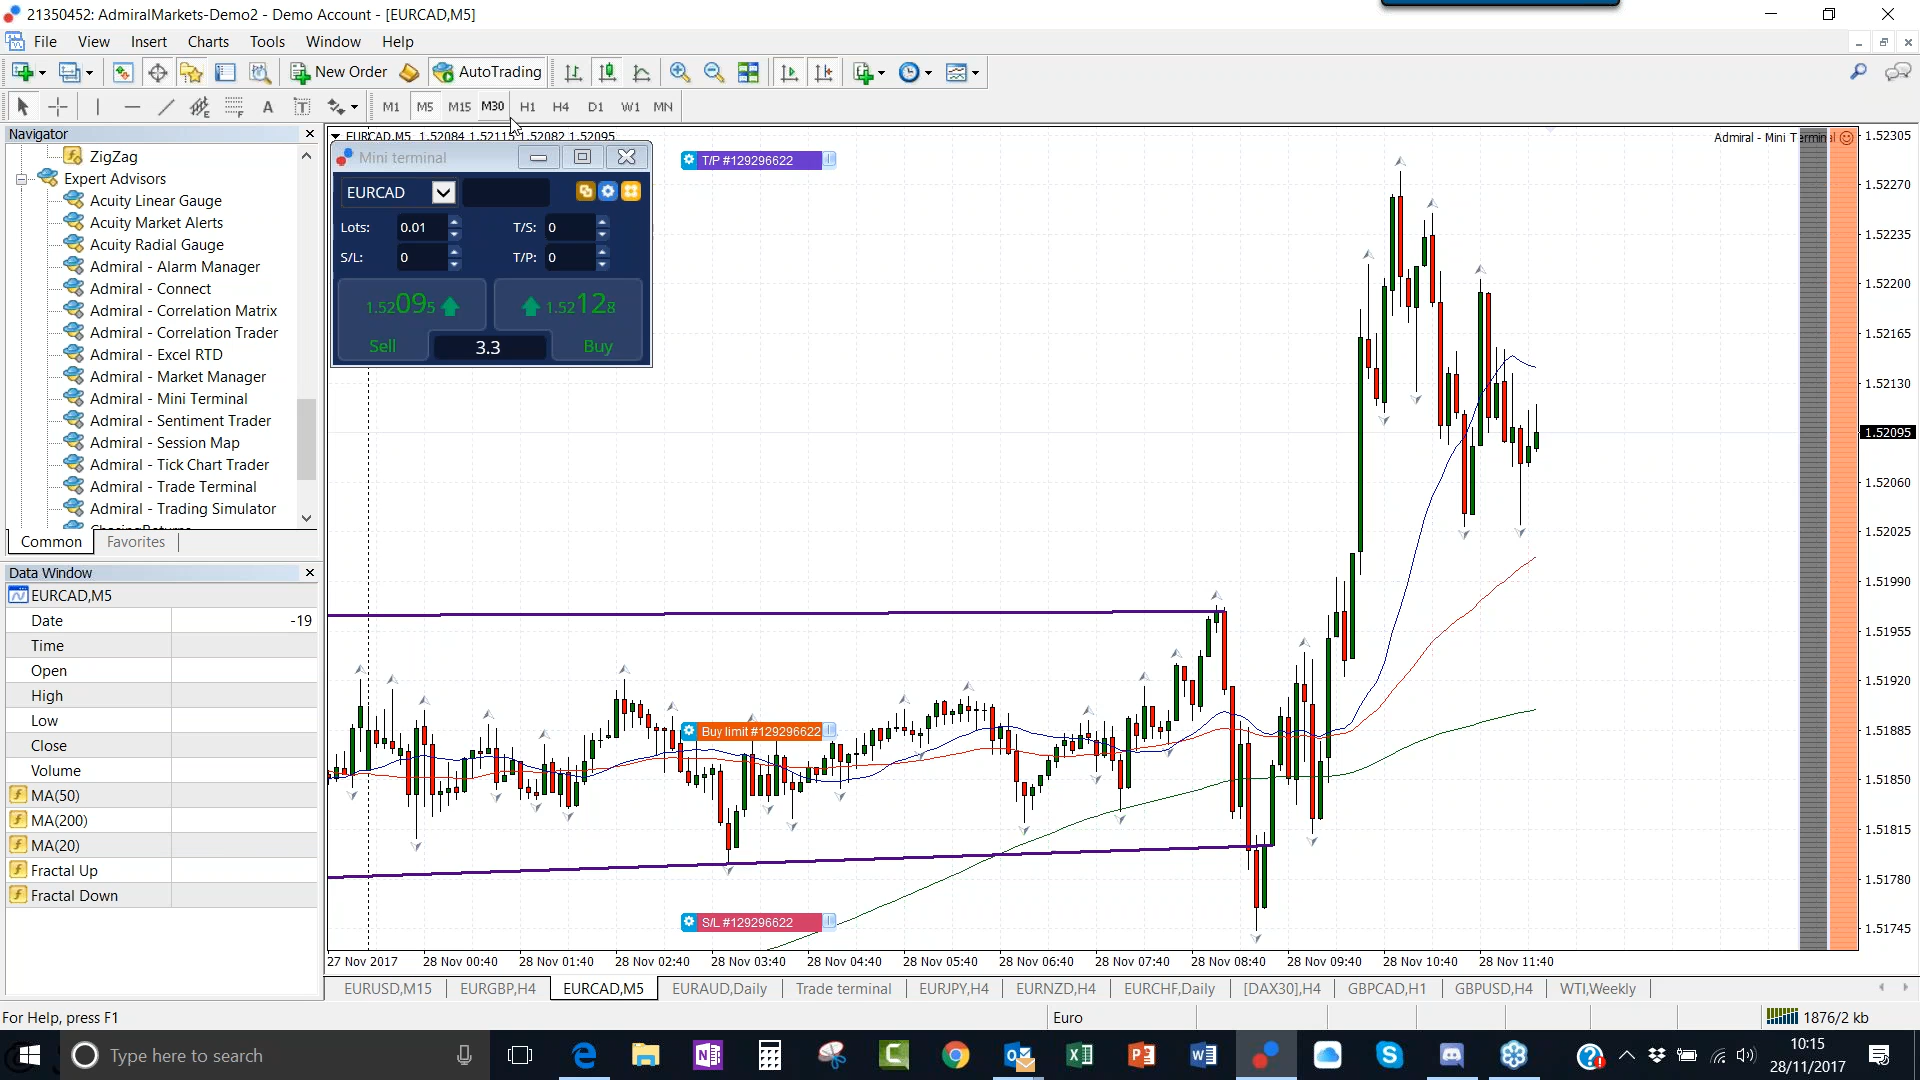 21350452: AdmiralMarkets-Demo2 - Demo Account - [EURCAD,M5]
File View Insert Charts Tools Window Help
New Order AutoTrading
A T M1 M5 M15 M30 H1 H4 D1 W1 MN
Navigator
ZigZag
Expert Advisors
Acuity Linear Gauge
Acuity Market Alerts
Acuity Radial Gauge
Admiral - Alarm Manager
Admiral - Connect
Admiral - Correlation Matrix
Admiral - Correlation Trader
Admiral - Excel RTD
Admiral - Market Manager
Admiral - Mini Terminal
Admiral - Sentiment Trader
Admiral - Session Map
Admiral - Tick Chart Trader
Admiral - Trade Terminal
Admiral - Trading Simulator
Common Favorites
Data Window
EURCAD,M5
Date -19
Time
Open
High
Low
Close
Volume
MA(50)
MA(200)
MA(20)
Fractal Up
Fractal Down
EURCAD,M5 1.52084 1.52115 1.52082 1.52095
Mini terminal
EURCAD
Lots: 0.01 T/S: 0
S/L: 0 T/P: 0
1.52095 1.52128
Sell 3.3 Buy
T/P #129296622
Buy limit #129296622
S/L #129296622
Admiral - Mini Terminal
1.52305
1.52270
1.52235
1.52200
1.52165
1.52130
1.52095
1.52060
1.52025
1.51990
1.51955
1.51920
1.51885
1.51850
1.51815
1.51780
1.51745
27 Nov 2017 28 Nov 00:40 28 Nov 01:40 28 Nov 02:40 28 Nov 03:40 28 Nov 04:40 28 Nov 05:40 28 Nov 06:40 28 Nov 07:40 28 Nov 08:40 28 Nov 09:40 28 Nov 10:40 28 Nov 11:40
EURUSD,M15 EURGBP,H4 EURCAD,M5 EURAUD,Daily Trade terminal EURJPY,H4 EURNZD,H4 EURCHF,Daily [DAX30],H4 GBPCAD,H1 GBPUSD,H4 WTI,Weekly
For Help, press F1 Euro 1876/2 kb
Type here to search
10:15
28/11/2017